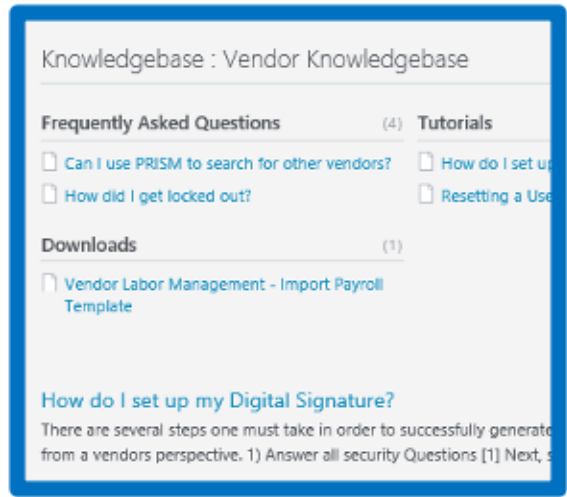 Knowledgebase : Vendor Knowledgebase
Frequently Asked Questions (4) Tutorials
Can I use PRISM to search for other vendors? How do I set up
How did I get locked out? Resetting a Use
Downloads (1)
Vendor Labor Management - Import Payroll
Template
How do I set up my Digital Signature?
There are several steps one must take in order to successfully generate
from a vendors perspective. 1) Answer all security Questions [1] Next, s